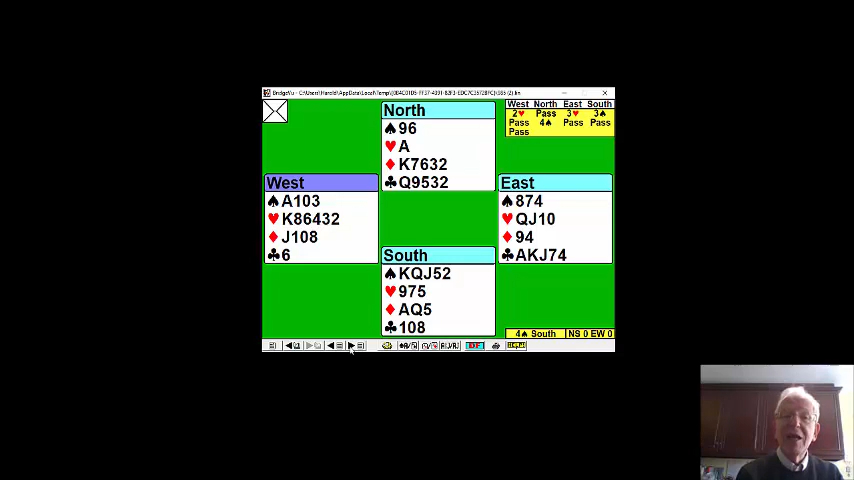 North
♠96
♥A
♦K7632
♣Q9532
West North East South
2♥ Pass 3♥ 3♠
Pass 4♠ Pass Pass
Pass
West
♠A103
♥K86432
♦J108
♣6
East
♠874
♥QJ10
♦94
♣AKJ74
South
♠KQJ52
♥975
♦AQ5
♣108
4♠ South NS 0 EW 0